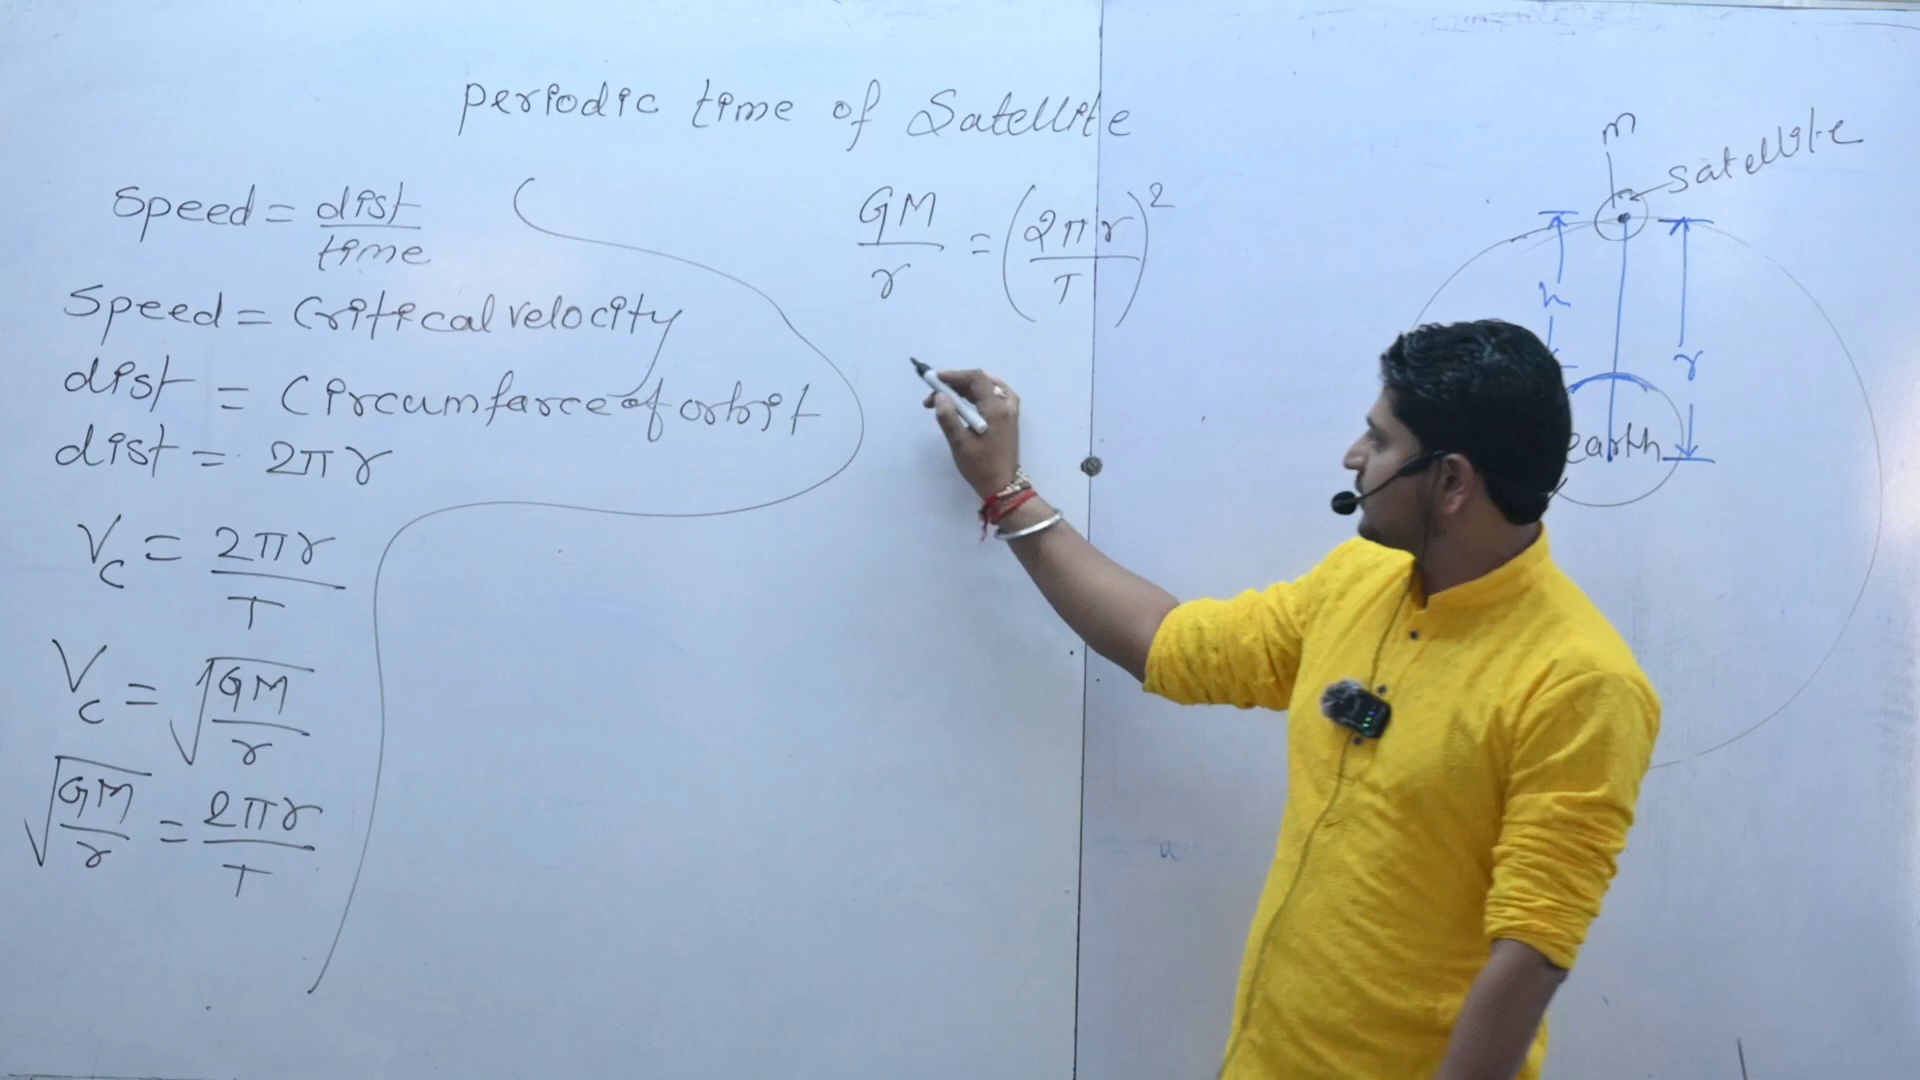 periodic time of Satellite
Speed = dist / time
Speed = Critical velocity
dist = Circumfarce of orbit
dist = 2πr
Vc = 2πr / T
Vc = √(GM / r)
√(GM / r) = 2πr / T
GM / r = (2πr / T)²
m
satellite
h
r
earth